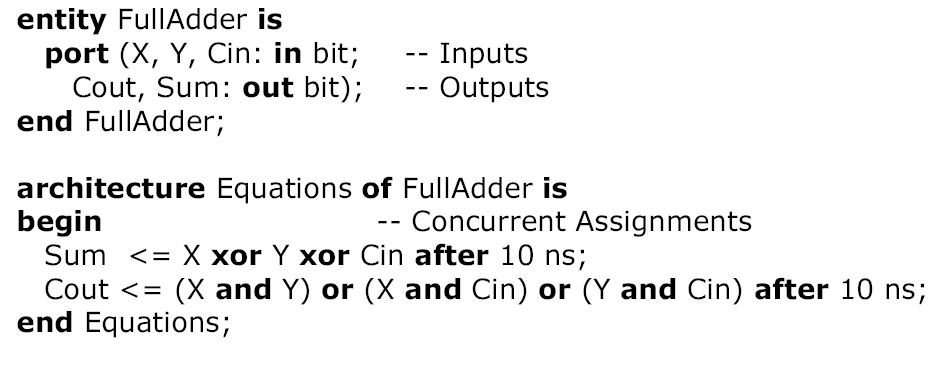 entity FullAdder is
port (X, Y, Cin: in bit; -- Inputs
Cout, Sum: out bit); -- Outputs
end FullAdder;
architecture Equations of FullAdder is
begin -- Concurrent Assignments
Sum <= X xor Y xor Cin after 10 ns;
Cout <= (X and Y) or (X and Cin) or (Y and Cin) after 10 ns;
end Equations;